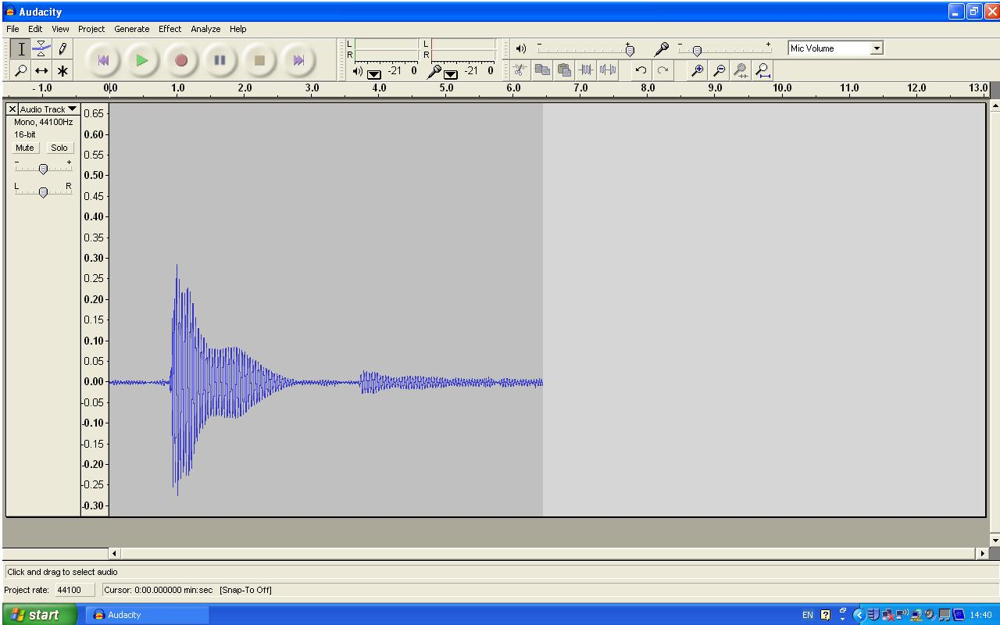 Audacity
File Edit View Project Generate Effect Analyze Help
L
R
-21 0
L
R
-21 0
- +
- +
Mic Volume
- 1.0 0.0 1.0 2.0 3.0 4.0 5.0 6.0 7.0 8.0 9.0 10.0 11.0 12.0 13.0
Audio Track
Mono, 44100Hz
16-bit
Mute Solo
- +
L R
0.65
0.60
0.55
0.50
0.45
0.40
0.35
0.30
0.25
0.20
0.15
0.10
0.05
0.00
-0.05
-0.10
-0.15
-0.20
-0.25
-0.30
Click and drag to select audio
Project rate: 44100 Cursor: 0:00.000000 min:sec [Snap-To Off]
start Audacity EN 14:40